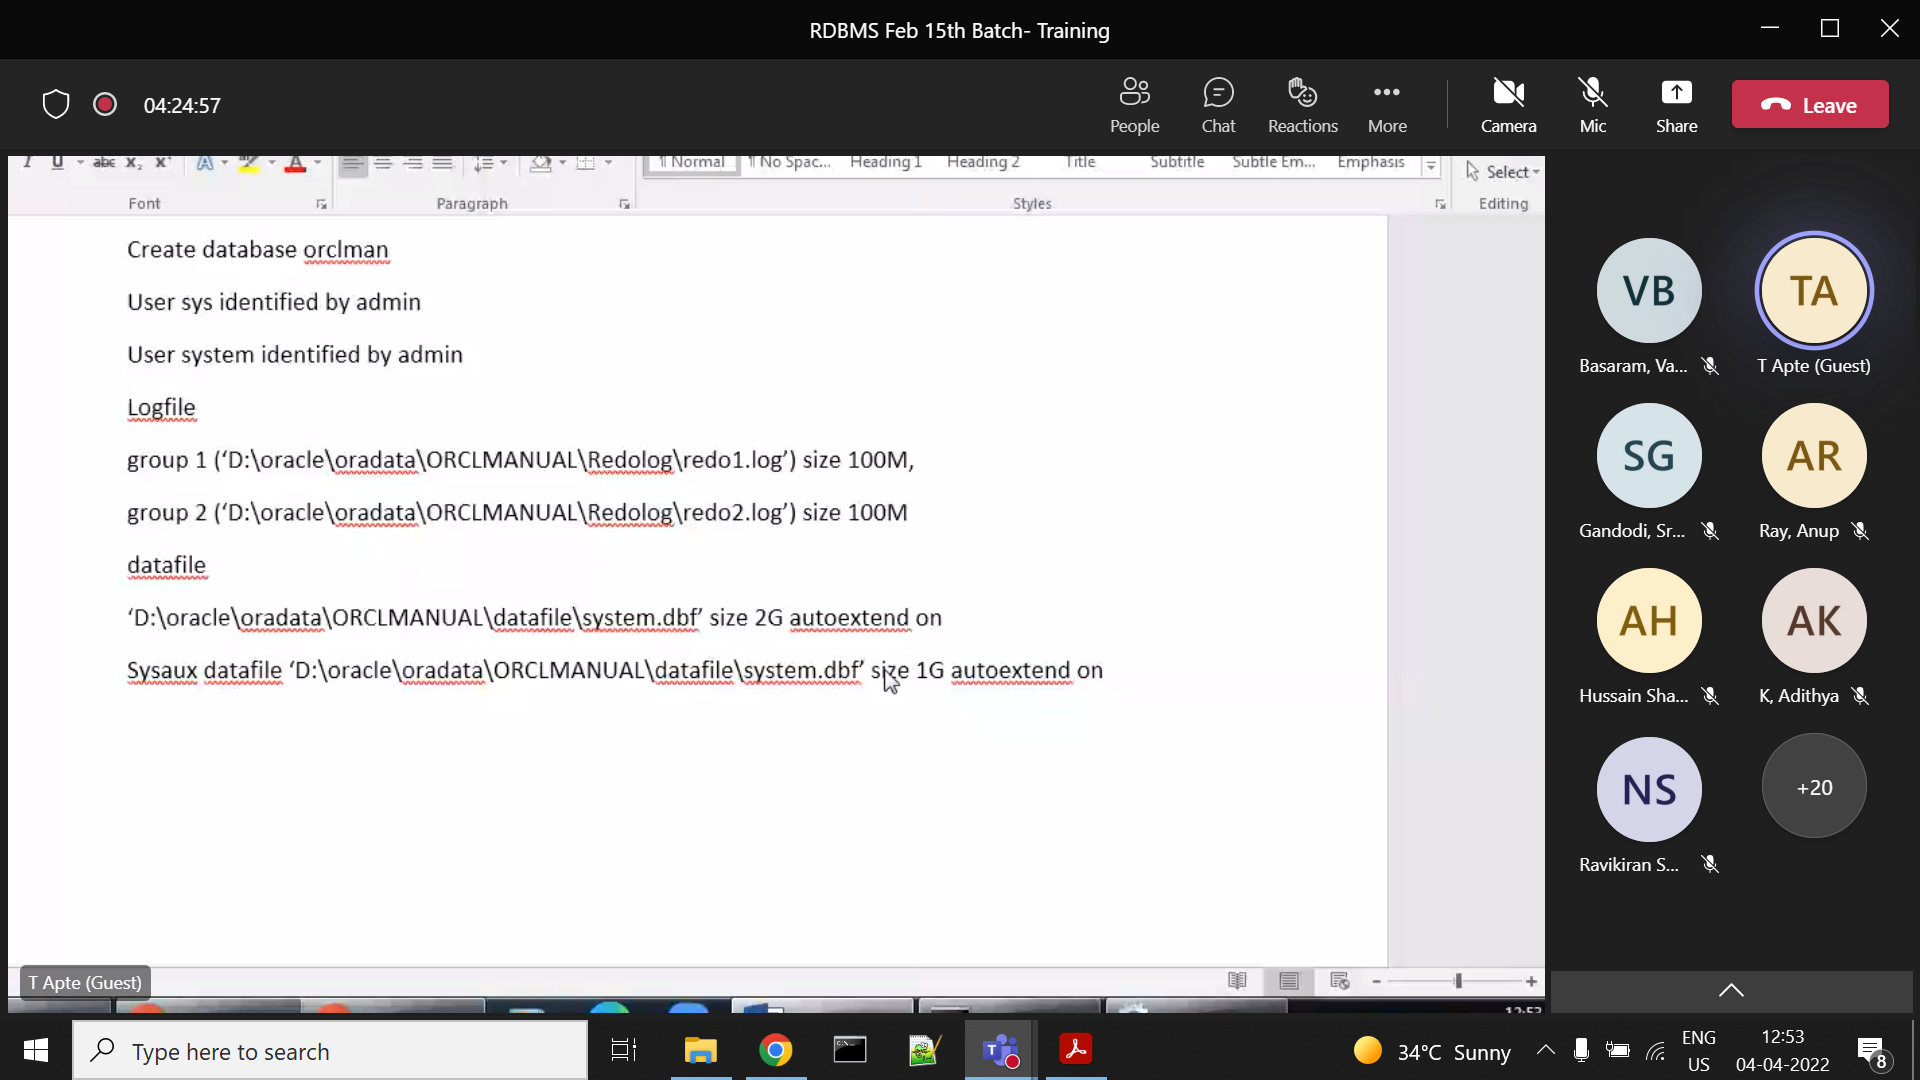 RDBMS Feb 15th Batch- Training
04:24:57
People
Chat
Reactions
More
Camera
Mic
Share
Leave
I U abc X₂ X² A A
Normal
No Spac...
Heading 1
Heading 2
Title
Subtitle
Subtle Em...
Emphasis
Select
Font
Paragraph
Styles
Editing
Create database orclman
User sys identified by admin
User system identified by admin
Logfile
group 1 (‘D:\oracle\oradata\ORCLMANUAL\Redolog\redo1.log’) size 100M,
group 2 (‘D:\oracle\oradata\ORCLMANUAL\Redolog\redo2.log’) size 100M
datafile
‘D:\oracle\oradata\ORCLMANUAL\datafile\system.dbf’ size 2G autoextend on
Sysaux datafile ‘D:\oracle\oradata\ORCLMANUAL\datafile\system.dbf’ size 1G autoextend on
VB
Basaram, Va...
TA
T Apte (Guest)
SG
Gandodi, Sr...
AR
Ray, Anup
AH
Hussain Sha...
AK
K, Adithya
NS
Ravikiran S...
+20
T Apte (Guest)
12:53
Type here to search
34°C Sunny
ENG
US
12:53
04-04-2022
8